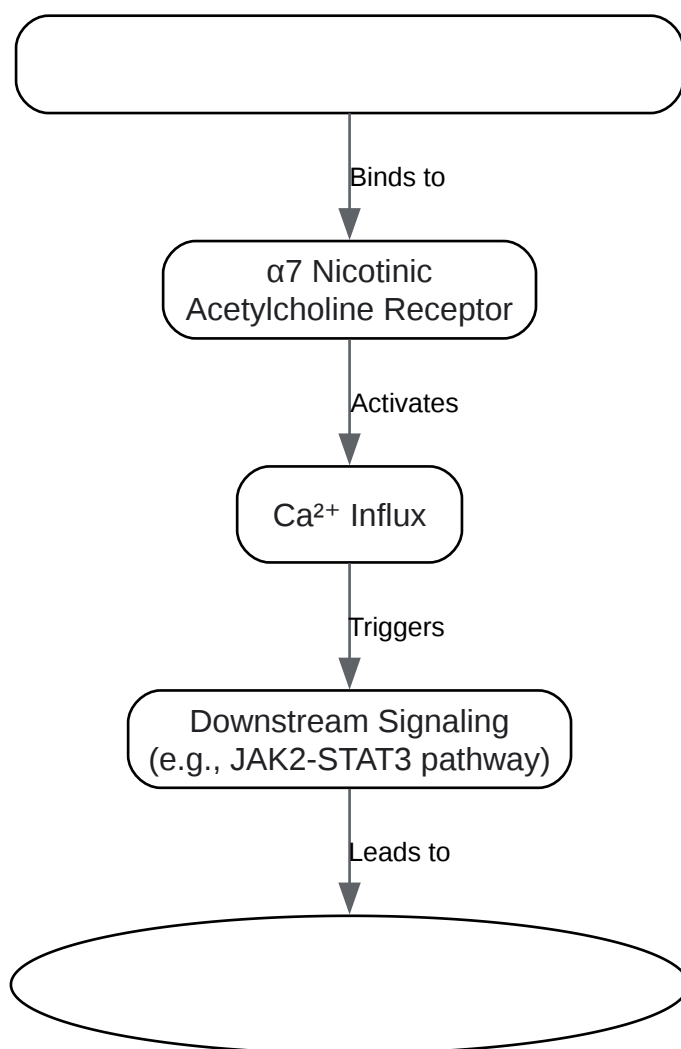 Binds to
α7 Nicotinic
Acetylcholine Receptor
Activates
Ca²⁺ Influx
Triggers
Downstream Signaling
(e.g., JAK2-STAT3 pathway)
Leads to